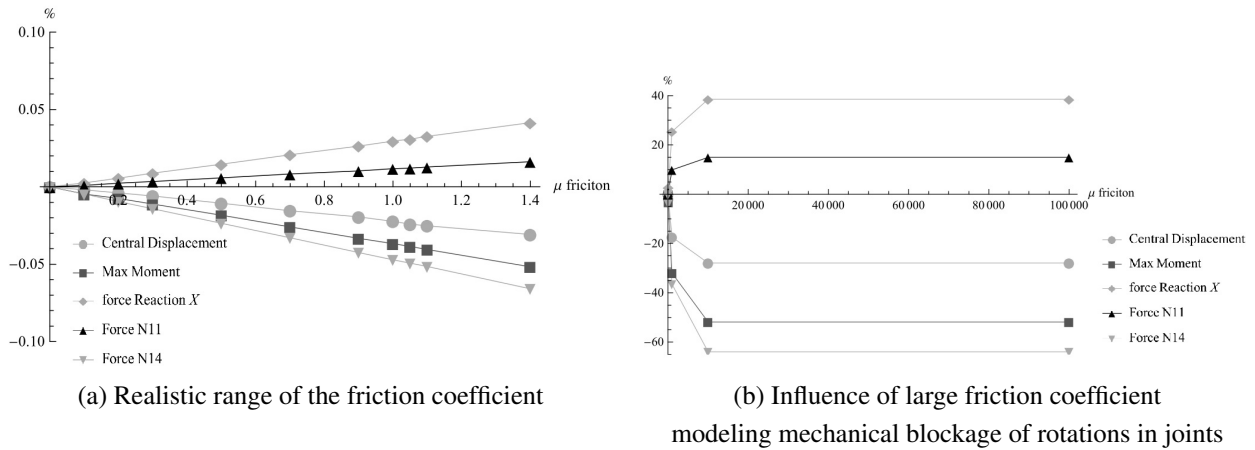 %
0.10
0.05
0.2 0.4 0.6 0.8 1.0 1.2 1.4
μ friciton
−0.05
−0.10
Central Displacement
Max Moment
force Reaction X
Force N11
Force N14
(a) Realistic range of the friction coefficient
%
40
20
20 000 40 000 60 000 80 000 100 000
μ friction
−20
−40
−60
Central Displacement
Max Moment
force Reaction X
Force N11
Force N14
(b) Influence of large friction coefficient
modeling mechanical blockage of rotations in joints